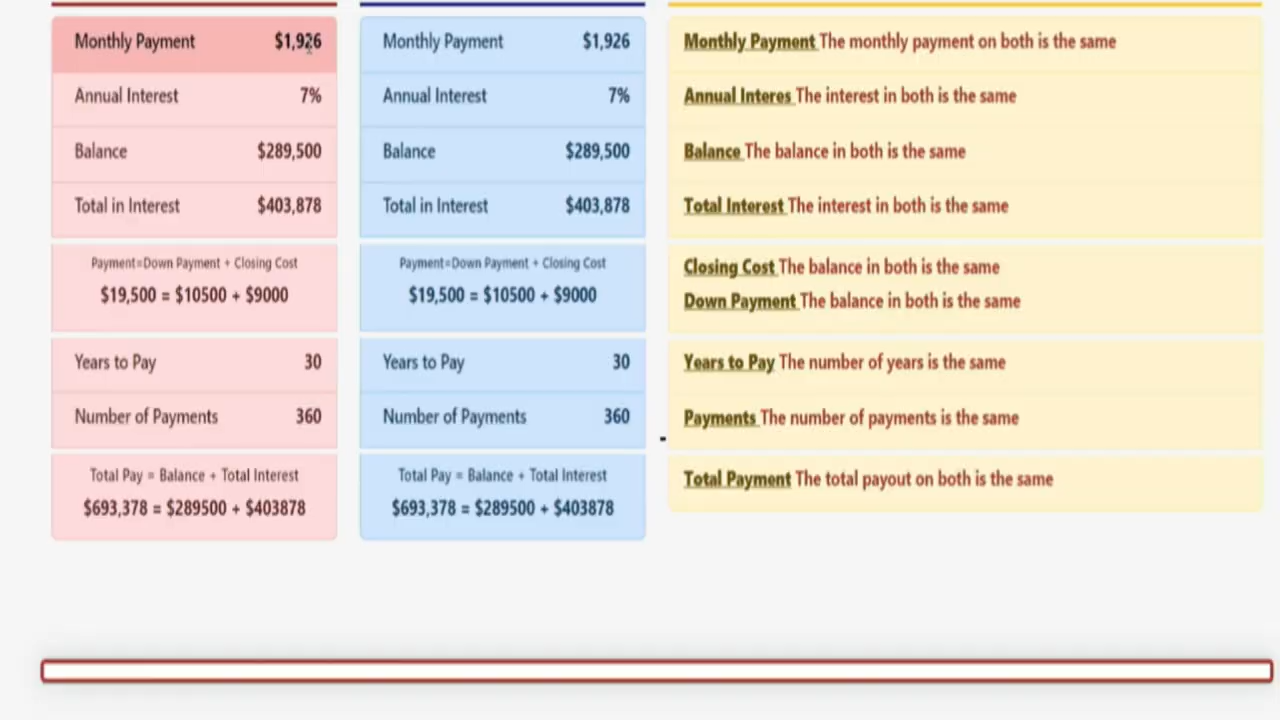 Monthly Payment $1,926
Annual Interest 7%
Balance $289,500
Total in Interest $403,878
Payment=Down Payment + Closing Cost
$19,500 = $10500 + $9000
Years to Pay 30
Number of Payments 360
Total Pay = Balance + Total Interest
$693,378 = $289500 + $403878
Monthly Payment $1,926
Annual Interest 7%
Balance $289,500
Total in Interest $403,878
Payment=Down Payment + Closing Cost
$19,500 = $10500 + $9000
Years to Pay 30
Number of Payments 360
Total Pay = Balance + Total Interest
$693,378 = $289500 + $403878
Monthly Payment The monthly payment on both is the same
Annual Interes The interest in both is the same
Balance The balance in both is the same
Total Interest The interest in both is the same
Closing Cost The balance in both is the same
Down Payment The balance in both is the same
Years to Pay The number of years is the same
Payments The number of payments is the same
Total Payment The total payout on both is the same